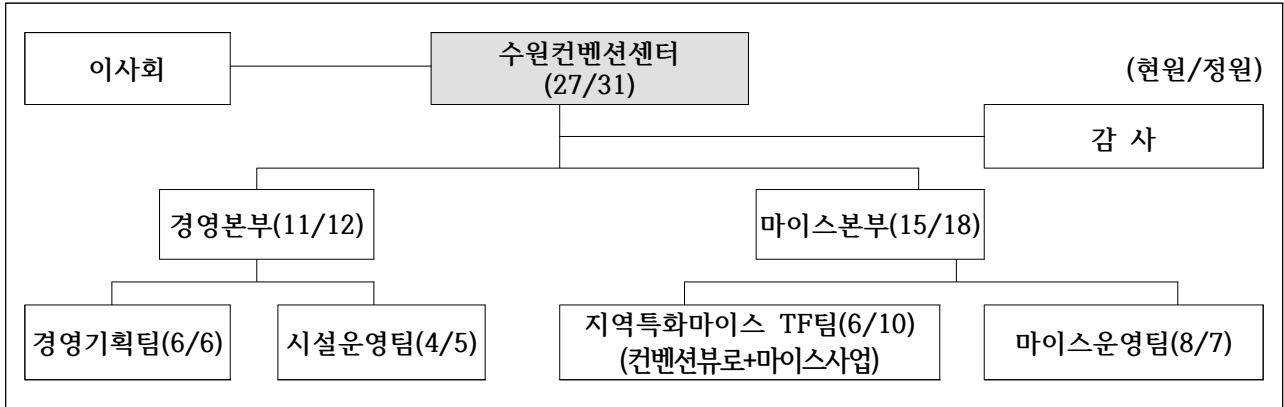 이사회
수원컨벤션센터
(27/31)
(현원/정원)
감 사
경영본부(11/12)
마이스본부(15/18)
경영기획팀(6/6)
시설운영팀(4/5)
지역특화마이스 TF팀(6/10)
(컨벤션뷰로+마이스사업)
마이스운영팀(8/7)